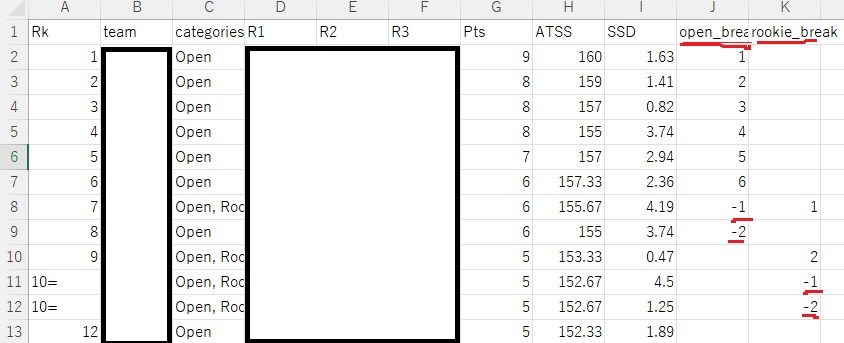 A B C D E F G H I J K
1 Rk team categories R1 R2 R3 Pts ATSS SSD open_brea rookie_break
2 1 Open 9 160 1.63 1
3 2 Open 8 159 1.41 2
4 3 Open 8 157 0.82 3
5 4 Open 8 155 3.74 4
6 5 Open 7 157 2.94 5
7 6 Open 6 157.33 2.36 6
8 7 Open, Roo 6 155.67 4.19 -1 1
9 8 Open 6 155 3.74 -2
10 9 Open, Roo 5 153.33 0.47 2
11 10= Open, Roo 5 152.67 4.5 -1
12 10= Open, Roo 5 152.67 1.25 -2
13 12 Open 5 152.33 1.89